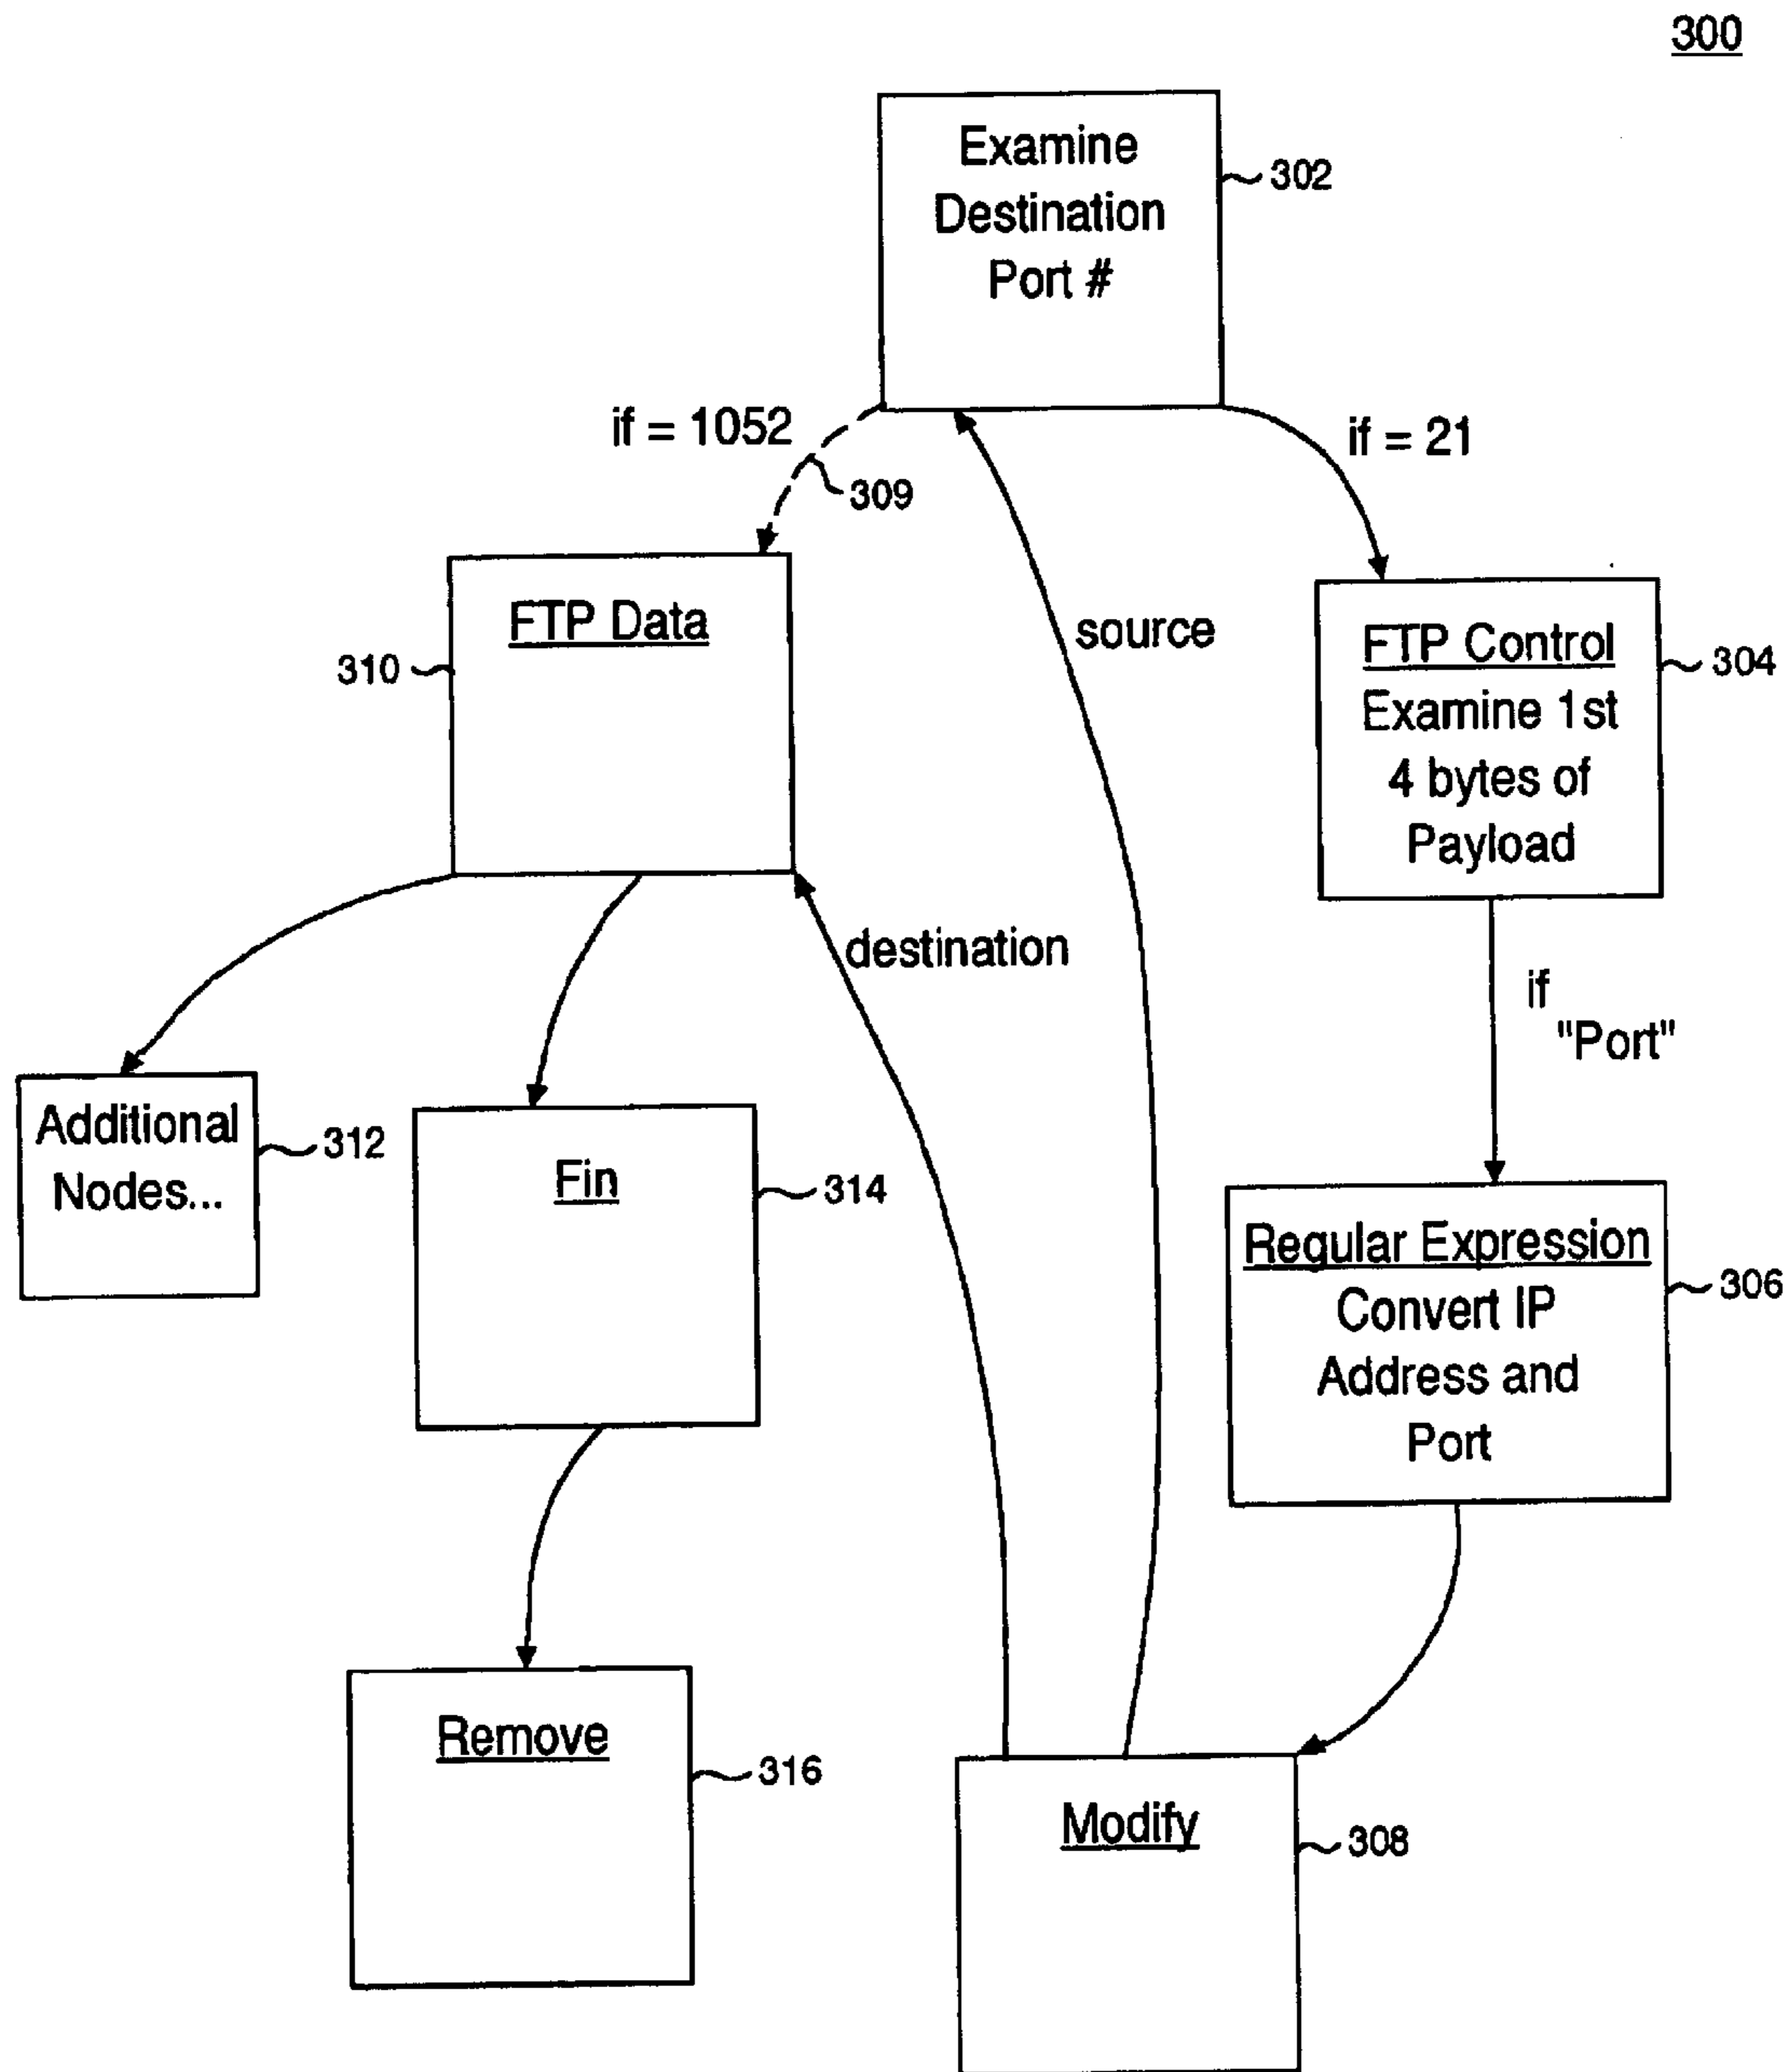 300
Examine
Destination
Port #
302
if = 1052
309
if = 21
FTP Data
310
source
FTP Control
Examine 1st
4 bytes of
Payload
304
destination
if
"Port"
Additional
Nodes...
312
Fin
314
Regular Expression
Convert IP
Address and
Port
306
Remove
316
Modify
308